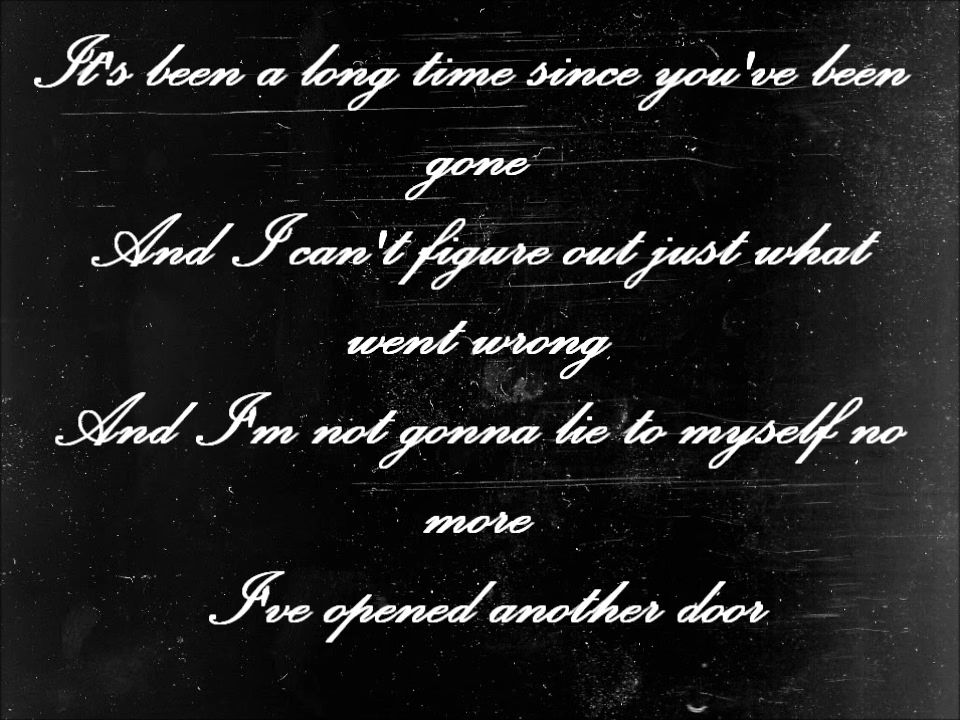 It's been a long time since you've been
gone
And I can't figure out just what
went wrong
And I'm not gonna lie to myself no
more
I've opened another door